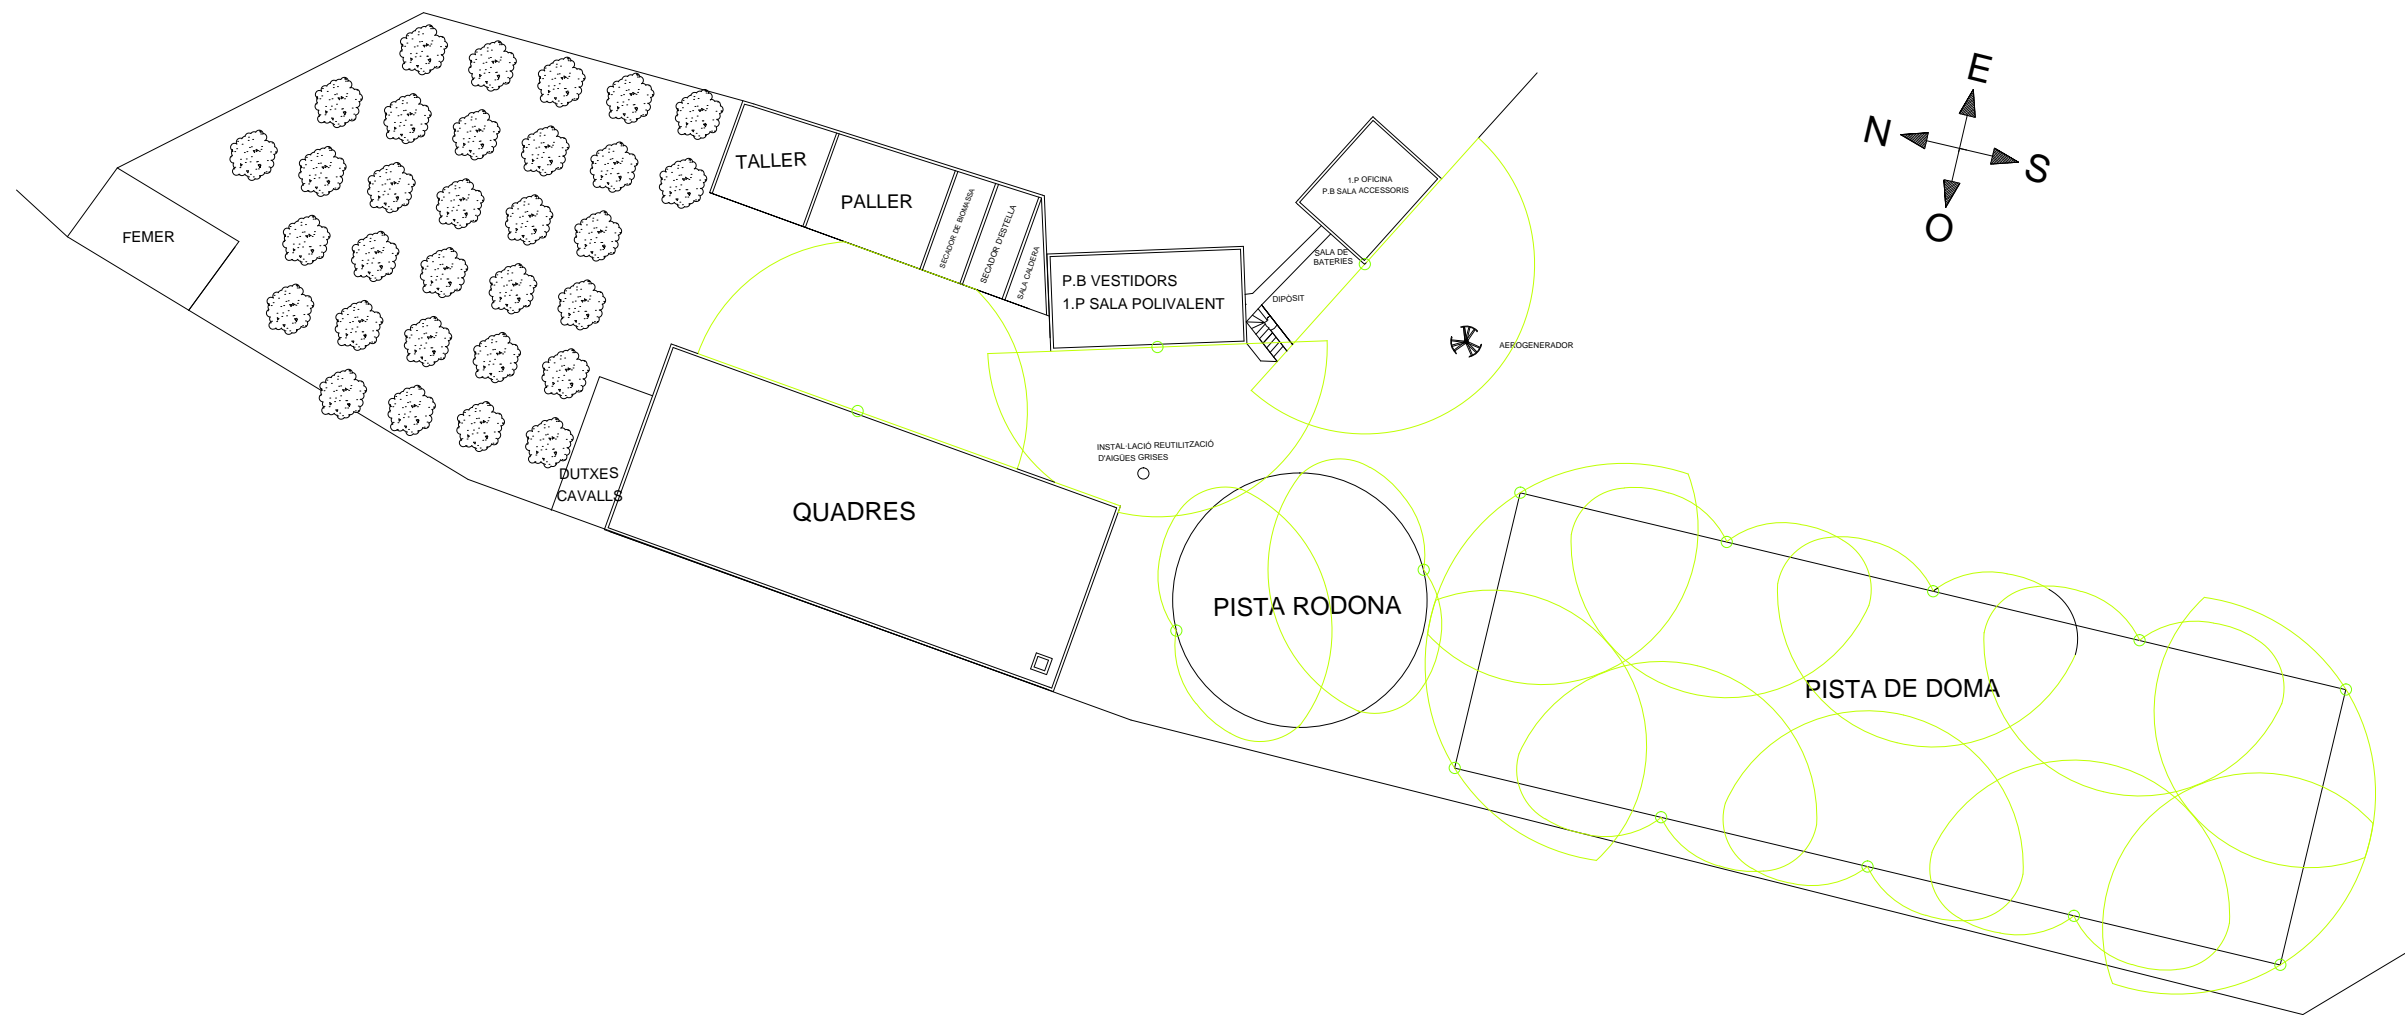 E
N
S
O
TALLER
PALLER
SECADOR DE BIOMASSA
SECADOR D'ESTELLA
SALA CALDERA
FEMER
1.P OFICINA
P.B SALA ACCESSORIS
SALA DE
BATERIES
P.B VESTIDORS
1.P SALA POLIVALENT
DIPÒSIT
AEROGENERADOR
INSTAL·LACIÓ REUTILITZACIÓ
D'AIGÜES GRISES
DUTXES
CAVALLS
QUADRES
PISTA RODONA
PISTA DE DOMA